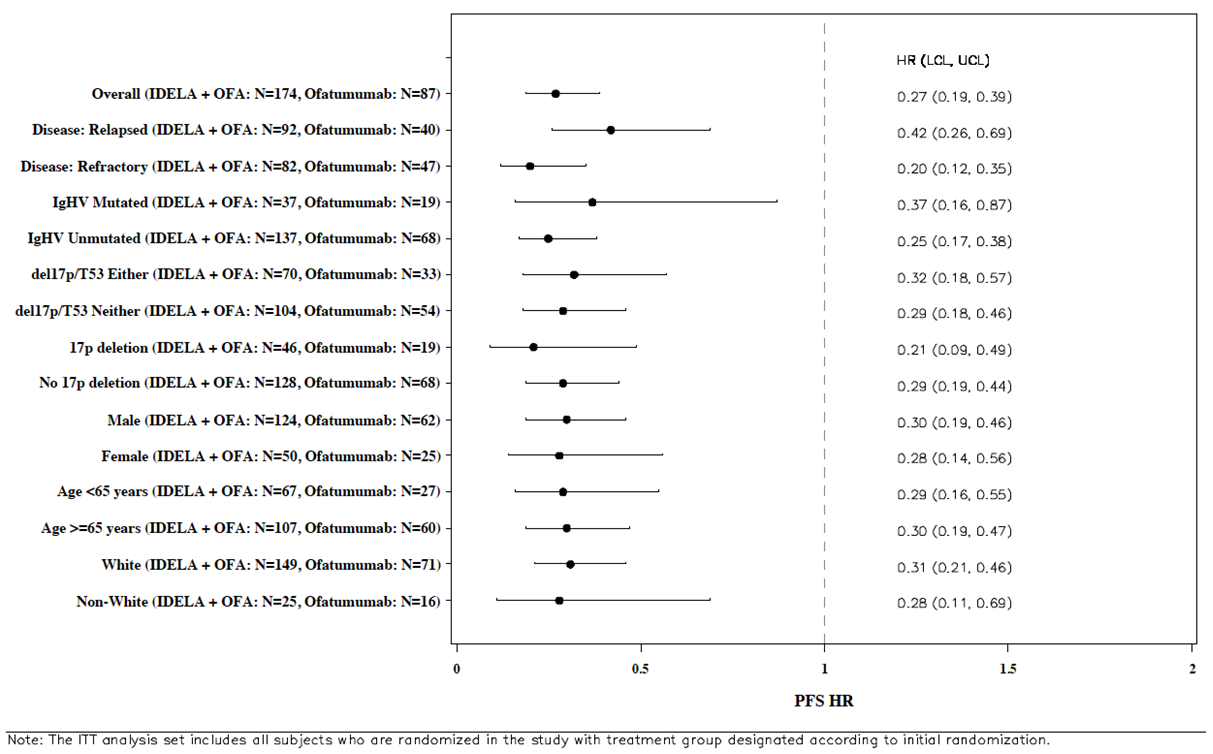 HR (LCL, UCL)
Overall (IDELA + OFA: N=174, Ofatumumab: N=87) 0.27 (0.19, 0.39)
Disease: Relapsed (IDELA + OFA: N=92, Ofatumumab: N=40) 0.42 (0.26, 0.69)
Disease: Refractory (IDELA + OFA: N=82, Ofatumumab: N=47) 0.20 (0.12, 0.35)
IgHV Mutated (IDELA + OFA: N=37, Ofatumumab: N=19) 0.37 (0.16, 0.87)
IgHV Unmutated (IDELA + OFA: N=137, Ofatumumab: N=68) 0.25 (0.17, 0.38)
del17p/T53 Either (IDELA + OFA: N=70, Ofatumumab: N=33) 0.32 (0.18, 0.57)
del17p/T53 Neither (IDELA + OFA: N=104, Ofatumumab: N=54) 0.29 (0.18, 0.46)
17p deletion (IDELA + OFA: N=46, Ofatumumab: N=19) 0.21 (0.09, 0.49)
No 17p deletion (IDELA + OFA: N=128, Ofatumumab: N=68) 0.29 (0.19, 0.44)
Male (IDELA + OFA: N=124, Ofatumumab: N=62) 0.30 (0.19, 0.46)
Female (IDELA + OFA: N=50, Ofatumumab: N=25) 0.28 (0.14, 0.56)
Age <65 years (IDELA + OFA: N=67, Ofatumumab: N=27) 0.29 (0.16, 0.55)
Age >=65 years (IDELA + OFA: N=107, Ofatumumab: N=60) 0.30 (0.19, 0.47)
White (IDELA + OFA: N=149, Ofatumumab: N=71) 0.31 (0.21, 0.46)
Non-White (IDELA + OFA: N=25, Ofatumumab: N=16) 0.28 (0.11, 0.69)
0 0.5 1 1.5 2
PFS HR
Note: The ITT analysis set includes all subjects who are randomized in the study with treatment group designated according to initial randomization.